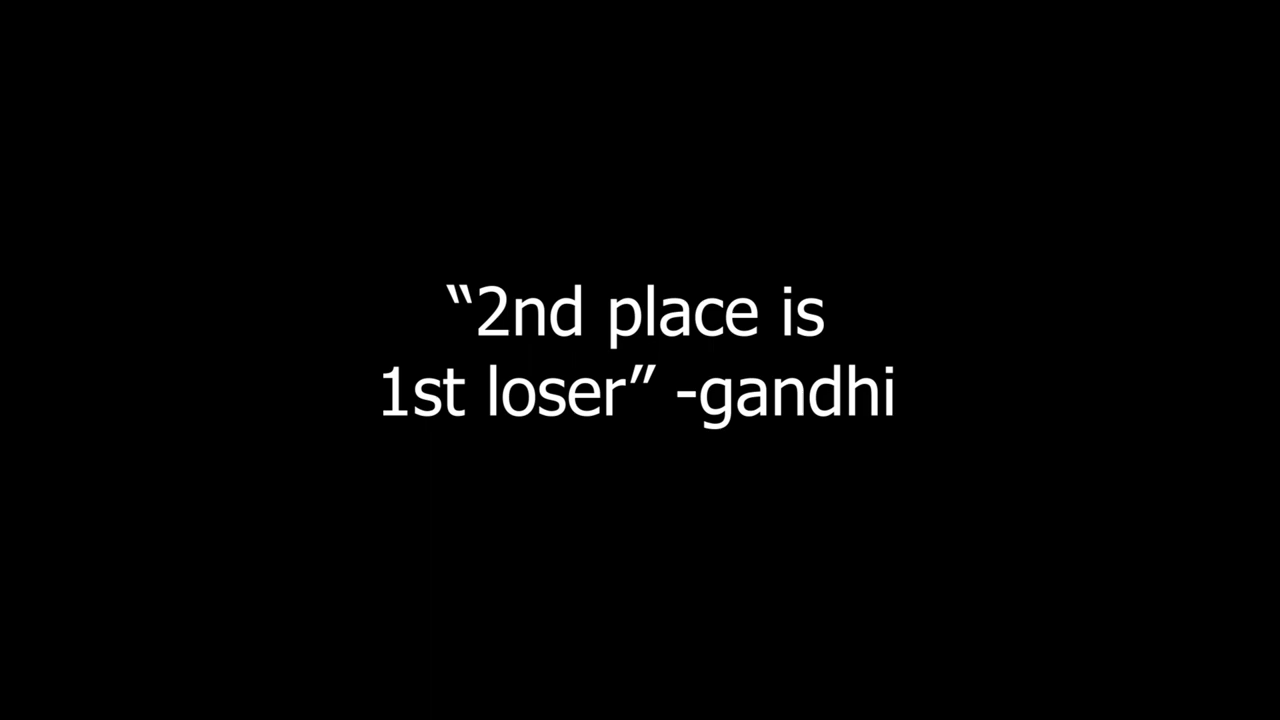 “2nd place is
1st loser” -gandhi